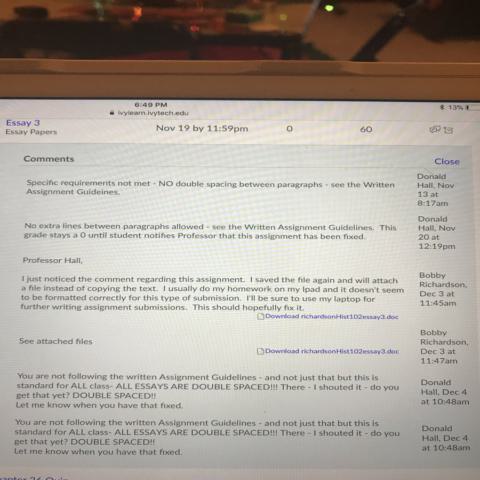 6:49 PM
ivylearn.ivytech.edu
13%
Essay 3
Essay Papers
Nov 19 by 11:59pm
0
60
Comments
Close
Specific requirements not met - NO double spacing between paragraphs - see the Written
Assignment Guideines.
Donald
Hall, Nov
13 at
8:17am
No extra lines between paragraphs allowed - see the Written Assignment Guidelines. This
grade stays a 0 until student notifies Professor that this assignment has been fixed.
Donald
Hall, Nov
20 at
12:19pm
Professor Hall,
I just noticed the comment regarding this assignment. I saved the file again and will attach
a file instead of copying the text. I usually do my homework on my Ipad and it doesn't seem
to be formatted correctly for this type of submission. I'll be sure to use my laptop for
further writing assignment submissions. This should hopefully fix it.
Download richardsonHist102essay3.doc
Bobby
Richardson,
Dec 3 at
11:45am
See attached files
Download richardsonHist102essay3.doc
Bobby
Richardson,
Dec 3 at
11:47am
You are not following the written Assignment Guidelines - and not just that but this is
standard for ALL class- ALL ESSAYS ARE DOUBLE SPACED!!! There - I shouted it - do you
get that yet? DOUBLE SPACED!!
Let me know when you have that fixed.
Donald
Hall, Dec 4
at 10:48am
You are not following the written Assignment Guidelines - and not just that but this is
standard for ALL class- ALL ESSAYS ARE DOUBLE SPACED!!! There - I shouted it - do you
get that yet? DOUBLE SPACED!!
Let me know when you have that fixed.
Donald
Hall, Dec 4
at 10:48am